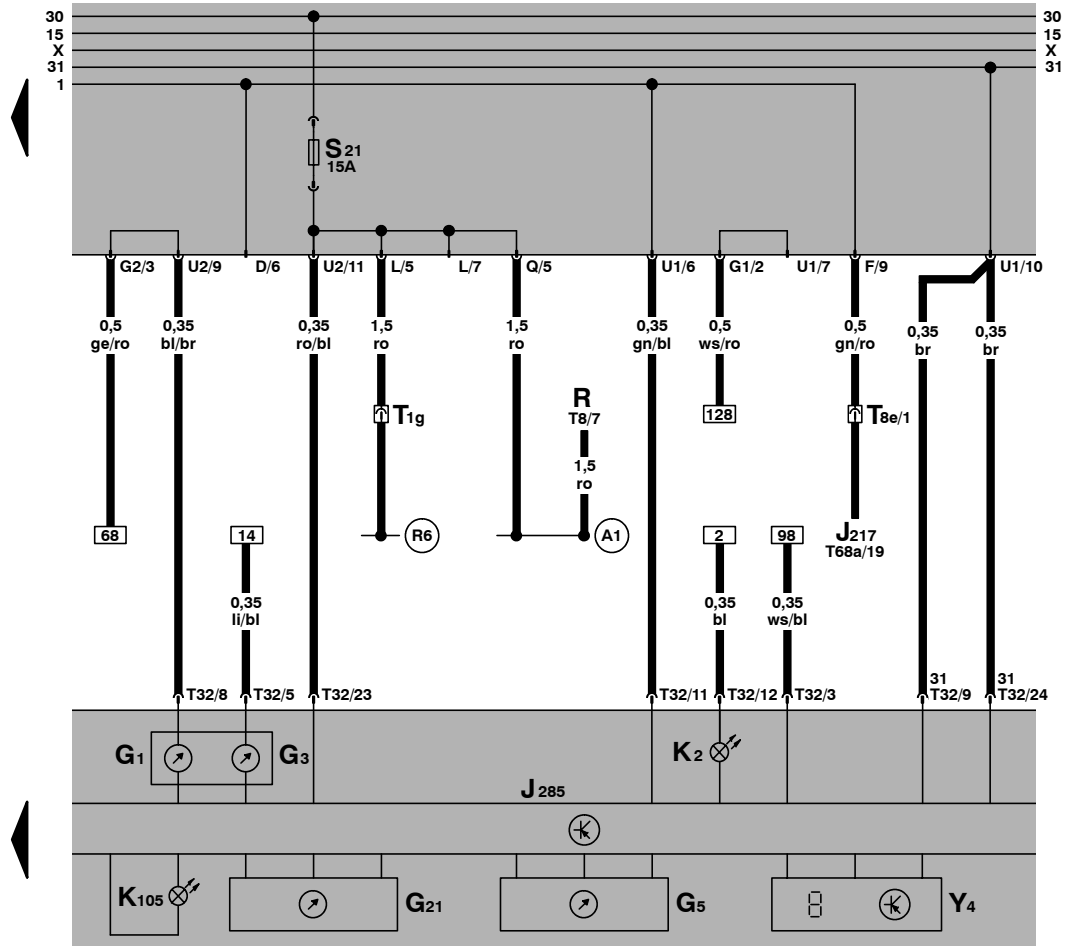 30 30
15 15
X X
31 31
1
S21
15A
G2/3 U2/9 D/6 U2/11 L/5 L/7 Q/5 U1/6 G1/2 U1/7 F/9 U1/10
0,5 0,35 0,35 1,5 1,5 0,35 0,5 0,5 0,35 0,35
ge/ro bl/br ro/bl ro ro gn/bl ws/ro gn/ro br br
R
T8/7
T1g 128 T8e/1
1,5
ro
68 14 R6 A1 2 98 J217
T68a/19
0,35 0,35 0,35
li/bl bl ws/bl
31 31
T32/8 T32/5 T32/23 T32/11 T32/12 T32/3 T32/9 T32/24
G1 G3 K2
J285
K105 G21 G5 8 Y4